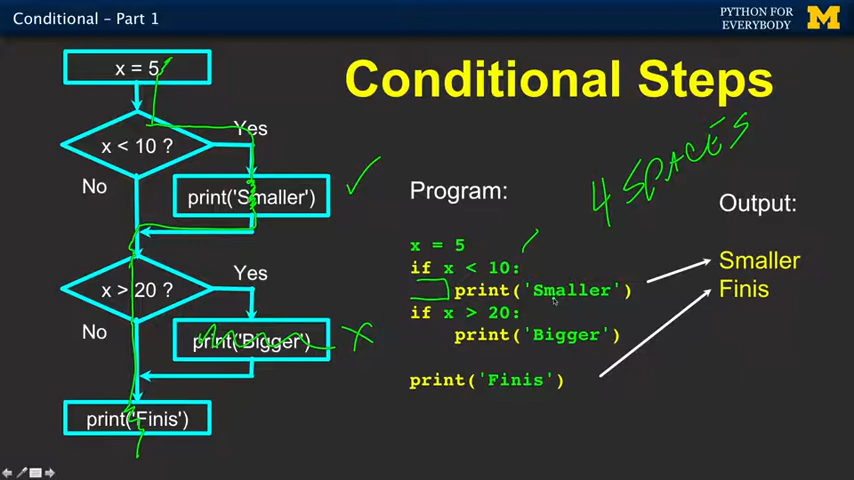 Conditional – Part 1
PYTHON FOR
EVERYBODY
M
Conditional Steps
x = 5
x < 10 ?
Yes
No
print('Smaller')
x > 20 ?
Yes
No
print('Bigger')
print('Finis')
4 SPACES
Program:
x = 5
if x < 10:
print('Smaller')
if x > 20:
print('Bigger')
print('Finis')
Output:
Smaller
Finis